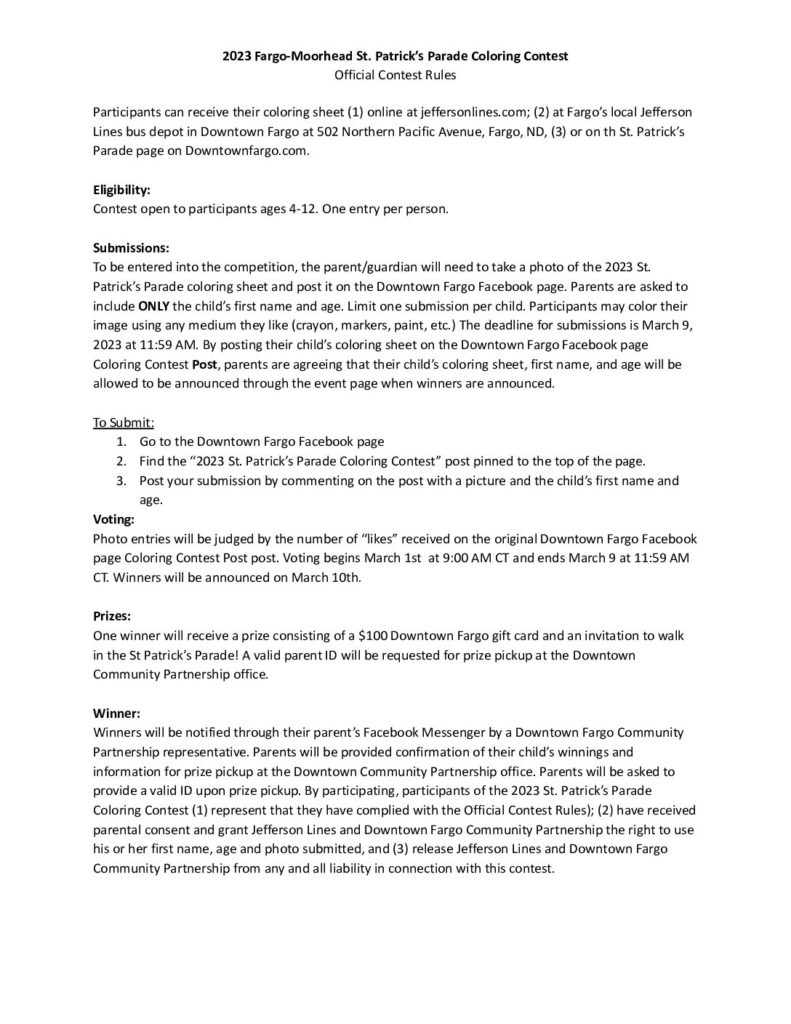 2023 Fargo-Moorhead St. Patrick’s Parade Coloring Contest
Official Contest Rules
Participants can receive their coloring sheet (1) online at jeffersonlines.com; (2) at Fargo’s local Jefferson
Lines bus depot in Downtown Fargo at 502 Northern Pacific Avenue, Fargo, ND, (3) or on th St. Patrick’s
Parade page on Downtownfargo.com.
Eligibility:
Contest open to participants ages 4-12. One entry per person.
Submissions:
To be entered into the competition, the parent/guardian will need to take a photo of the 2023 St.
Patrick’s Parade coloring sheet and post it on the Downtown Fargo Facebook page. Parents are asked to
include ONLY the child’s first name and age. Limit one submission per child. Participants may color their
image using any medium they like (crayon, markers, paint, etc.) The deadline for submissions is March 9,
2023 at 11:59 AM. By posting their child’s coloring sheet on the Downtown Fargo Facebook page
Coloring Contest Post, parents are agreeing that their child’s coloring sheet, first name, and age will be
allowed to be announced through the event page when winners are announced.
To Submit:
1. Go to the Downtown Fargo Facebook page
2. Find the “2023 St. Patrick’s Parade Coloring Contest” post pinned to the top of the page.
3. Post your submission by commenting on the post with a picture and the child’s first name and
age.
Voting:
Photo entries will be judged by the number of “likes” received on the original Downtown Fargo Facebook
page Coloring Contest Post post. Voting begins March 1st at 9:00 AM CT and ends March 9 at 11:59 AM
CT. Winners will be announced on March 10th.
Prizes:
One winner will receive a prize consisting of a $100 Downtown Fargo gift card and an invitation to walk
in the St Patrick’s Parade! A valid parent ID will be requested for prize pickup at the Downtown
Community Partnership office.
Winner:
Winners will be notified through their parent’s Facebook Messenger by a Downtown Fargo Community
Partnership representative. Parents will be provided confirmation of their child’s winnings and
information for prize pickup at the Downtown Community Partnership office. Parents will be asked to
provide a valid ID upon prize pickup. By participating, participants of the 2023 St. Patrick’s Parade
Coloring Contest (1) represent that they have complied with the Official Contest Rules); (2) have received
parental consent and grant Jefferson Lines and Downtown Fargo Community Partnership the right to use
his or her first name, age and photo submitted, and (3) release Jefferson Lines and Downtown Fargo
Community Partnership from any and all liability in connection with this contest.